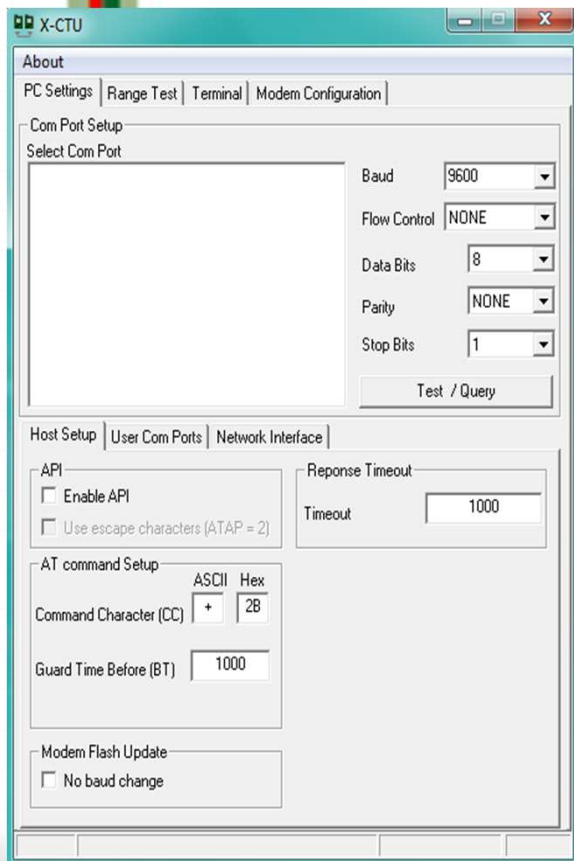 X-CTU
About
PC Settings Range Test Terminal Modem Configuration
Com Port Setup
Select Com Port
Baud 9600
Flow Control NONE
Data Bits 8
Parity NONE
Stop Bits 1
Test / Query
Host Setup User Com Ports Network Interface
API
Enable API
Use escape characters (ATAP = 2)
Reponse Timeout
Timeout 1000
AT command Setup
ASCII Hex
Command Character (CC) + 2B
Guard Time Before (BT) 1000
Modem Flash Update
No baud change